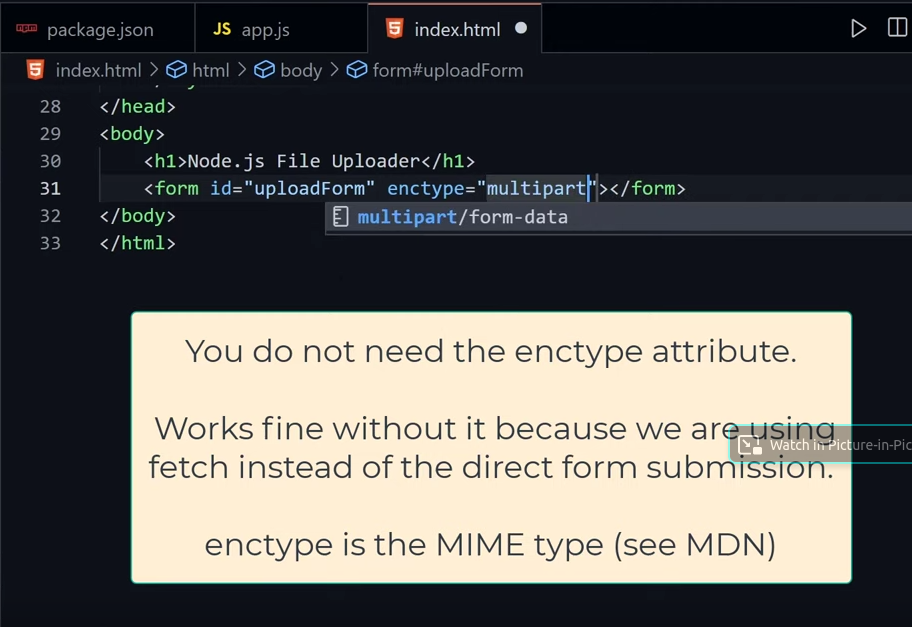 package.json
JS app.js
index.html
index.html > html > body > form#uploadForm
28 </head>
29 <body>
30 <h1>Node.js File Uploader</h1>
31 <form id="uploadForm" enctype="multipart"></form>
multipart/form-data
32 </body>
33 </html>
You do not need the enctype attribute.
Works fine without it because we are using
Watch in Picture-in-Pic
fetch instead of the direct form submission.
enctype is the MIME type (see MDN)